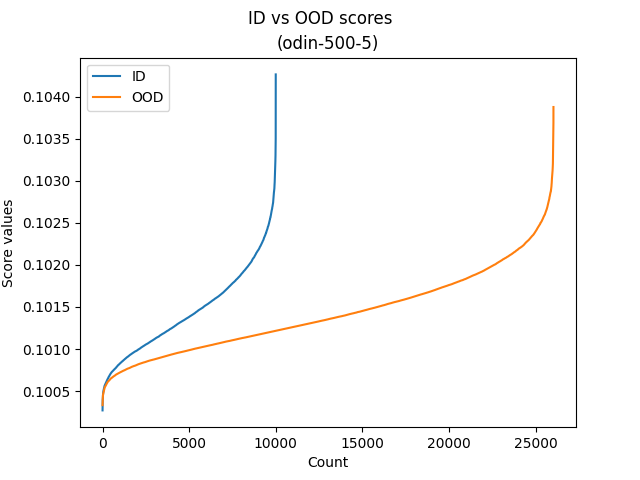 ID vs OOD scores
(odin-500-5)
ID
OOD
0.1040
0.1035
0.1030
0.1025
0.1020
0.1015
0.1010
0.1005
Score values
0 5000 10000 15000 20000 25000
Count